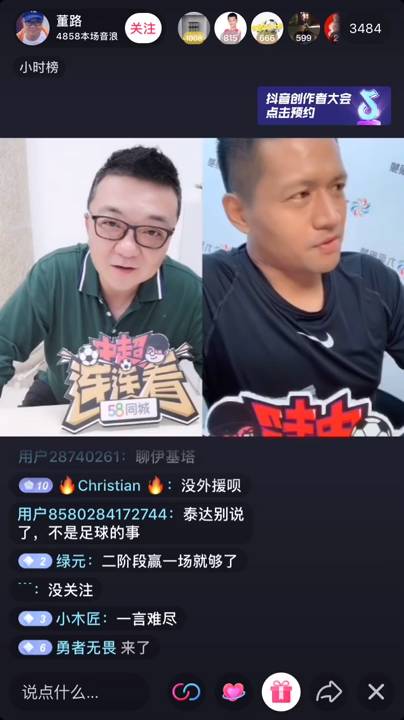 董路
4858本场音浪
关注
1008
815
666
599
2
3484
小时榜
抖音创作者大会
点击预约
中超
连连看
58同城
用户28740261：聊伊基塔
10 🔥Christian 🔥：没外援呗
用户8580284172744：泰达别说
了，不是足球的事
2 绿元：二阶段赢一场就够了
```：没关注
3 小木匠：一言难尽
6 勇者无畏 来了
说点什么...